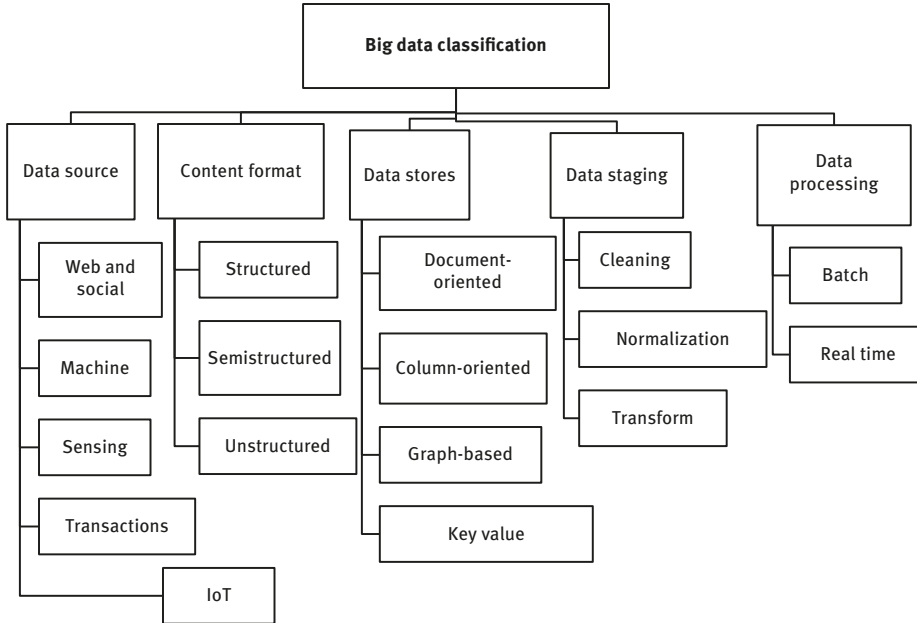 Big data classification
Data source
Content format
Data stores
Data staging
Data
processing
Web and
social
Machine
Sensing
Transactions
IoT
Structured
Semistructured
Unstructured
Document-
oriented
Column-oriented
Graph-based
Key value
Cleaning
Normalization
Transform
Batch
Real time